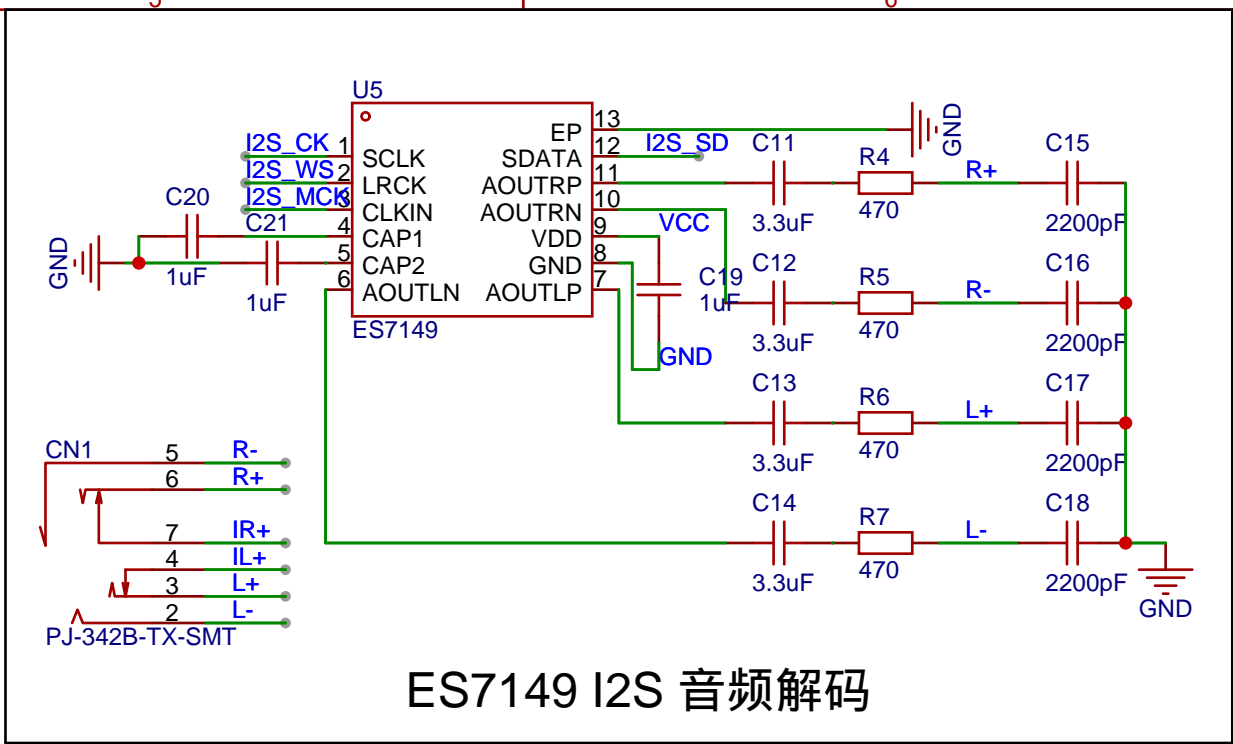 5 6
U5
EP 13
I2S_CK 1 SCLK
SDATA 12 I2S_SD
I2S_WS 2 LRCK
AOUTRP 11
I2S_MCK 3 CLKIN
AOUTRN 10
4 CAP1
VDD 9 VCC
5 CAP2
GND 8
6 AOUTLN
AOUTLP 7
ES7149
GND
C20
1uF
C21
1uF
GND
C19
1uF
GND
C11 R4 R+ C15
3.3uF 470 2200pF
C12 R5 R- C16
3.3uF 470 2200pF
C13 R6 L+ C17
3.3uF 470 2200pF
C14 R7 L- C18
3.3uF 470 2200pF
GND
CN1
5 R-
6 R+
7 IR+
4 IL+
3 L+
2 L-
PJ-342B-TX-SMT
ES7149 I2S 音频解码